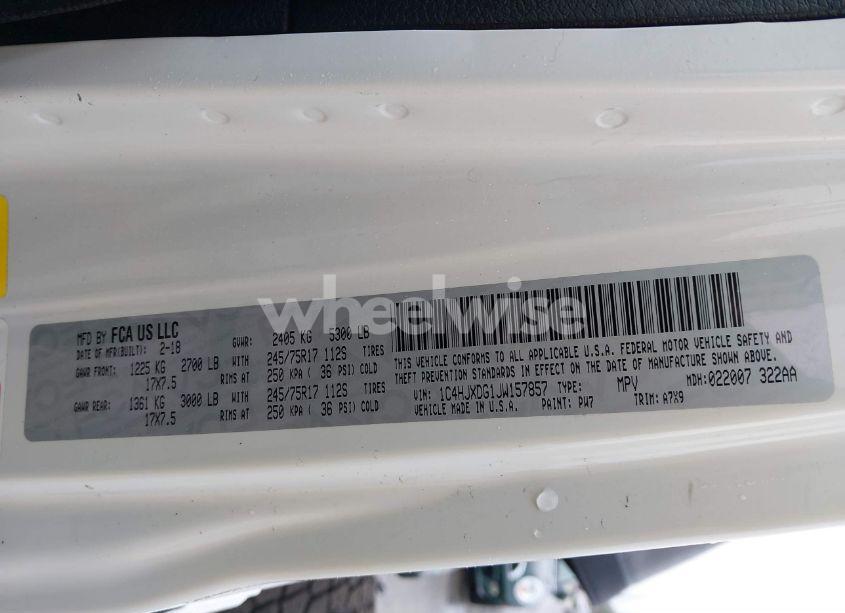 wheelwise
MFD BY FCA US LLC
DATE OF MFR(BUILT): 2-18
GVWR: 2405 KG 5300 LB
GAWR FRONT: 1225 KG 2700 LB WITH 245/75R17 112S TIRES
17X7.5 RIMS AT 250 KPA ( 36 PSI) COLD
GAWR REAR: 1361 KG 3000 LB WITH 245/75R17 112S TIRES
17X7.5 RIMS AT 250 KPA ( 36 PSI) COLD
THIS VEHICLE CONFORMS TO ALL APPLICABLE U.S.A. FEDERAL MOTOR VEHICLE SAFETY AND
THEFT PREVENTION STANDARDS IN EFFECT ON THE DATE OF MANUFACTURE SHOWN ABOVE.
VIN: 1C4HJXDG1JW157857 TYPE: MPV MDH:022007 322AA
VEHICLE MADE IN U.S.A. PAINT: PW7 TRIM: A7X9